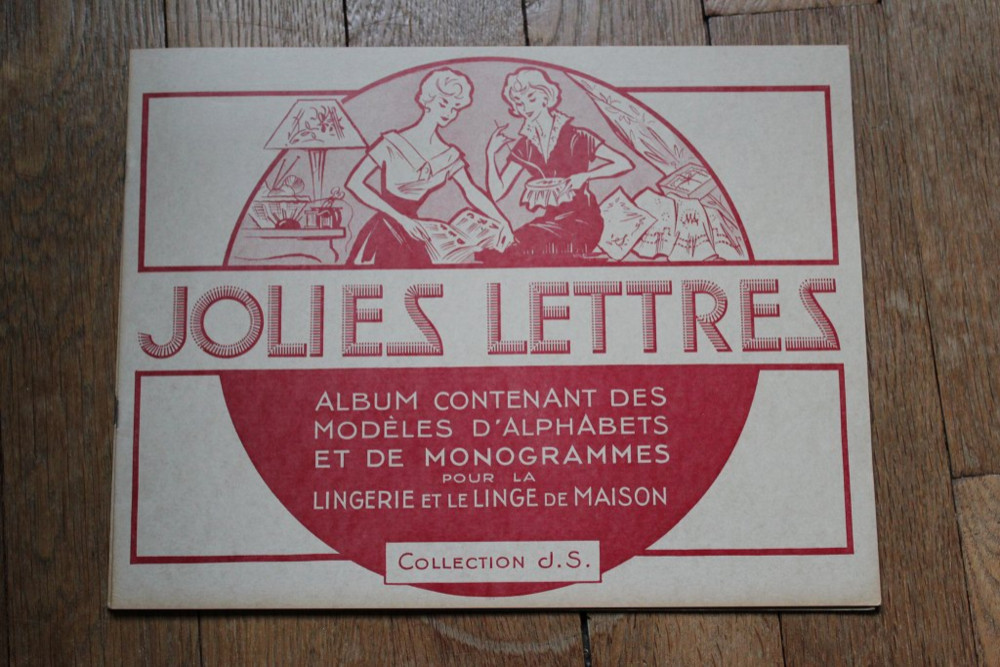 JOLIES LETTRES
ALBUM CONTENANT DES
MODÈLES D'ALPHABETS
ET DE MONOGRAMMES
POUR LA
LINGERIE ET LE LINGE DE MAISON
COLLECTION J.S.